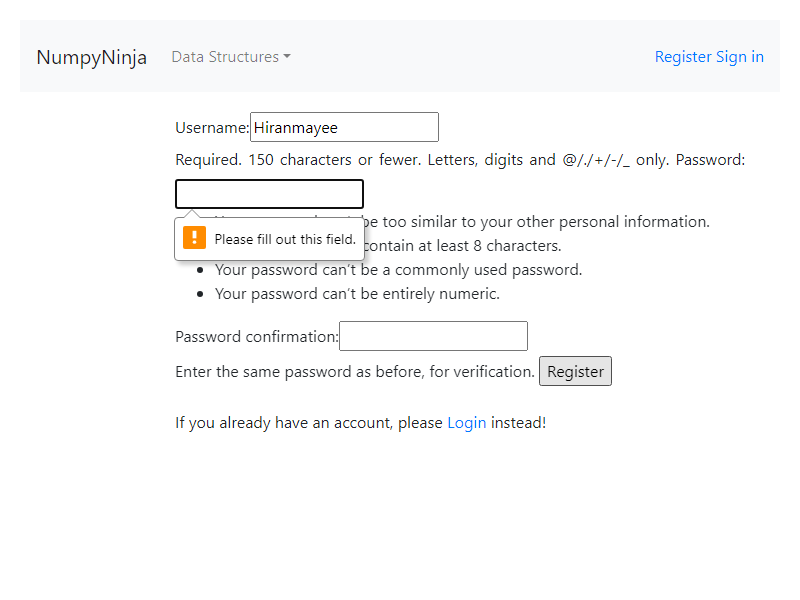 NumpyNinja Data Structures Register Sign in
Username: Hiranmayee
Required. 150 characters or fewer. Letters, digits and @/./+/-/_ only. Password:
be too similar to your other personal information.
Please fill out this field.
contain at least 8 characters.
Your password can't be a commonly used password.
Your password can't be entirely numeric.
Password confirmation:
Enter the same password as before, for verification. Register
If you already have an account, please Login instead!